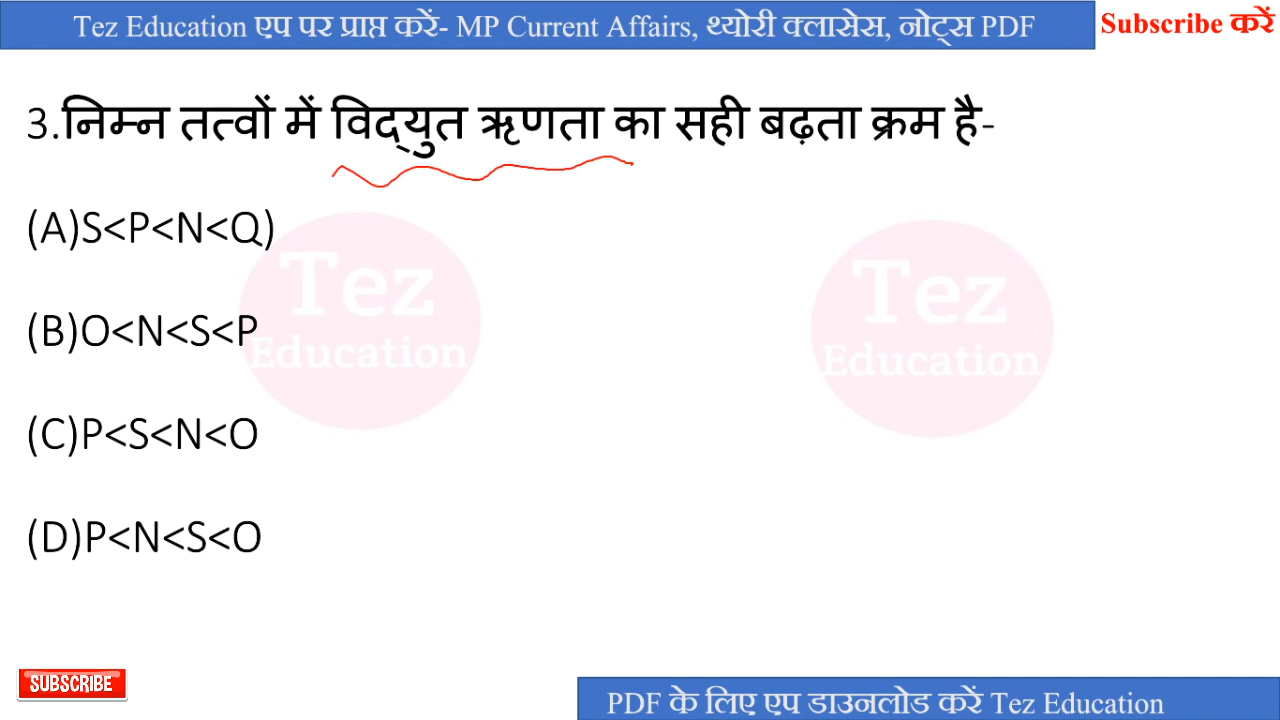 Tez Education एप पर प्राप्त करें- MP Current Affairs, थ्योरी क्लासेस, नोट्स PDF
Subscribe करें
3.निम्न तत्वों में विद्युत ऋणता का सही बढ़ता क्रम है-
(A)S<P<N<Q)
(B)O<N<S<P
(C)P<S<N<O
(D)P<N<S<O
Tez
Education
Tez
Education
SUBSCRIBE
PDF के लिए एप डाउनलोड करें Tez Education